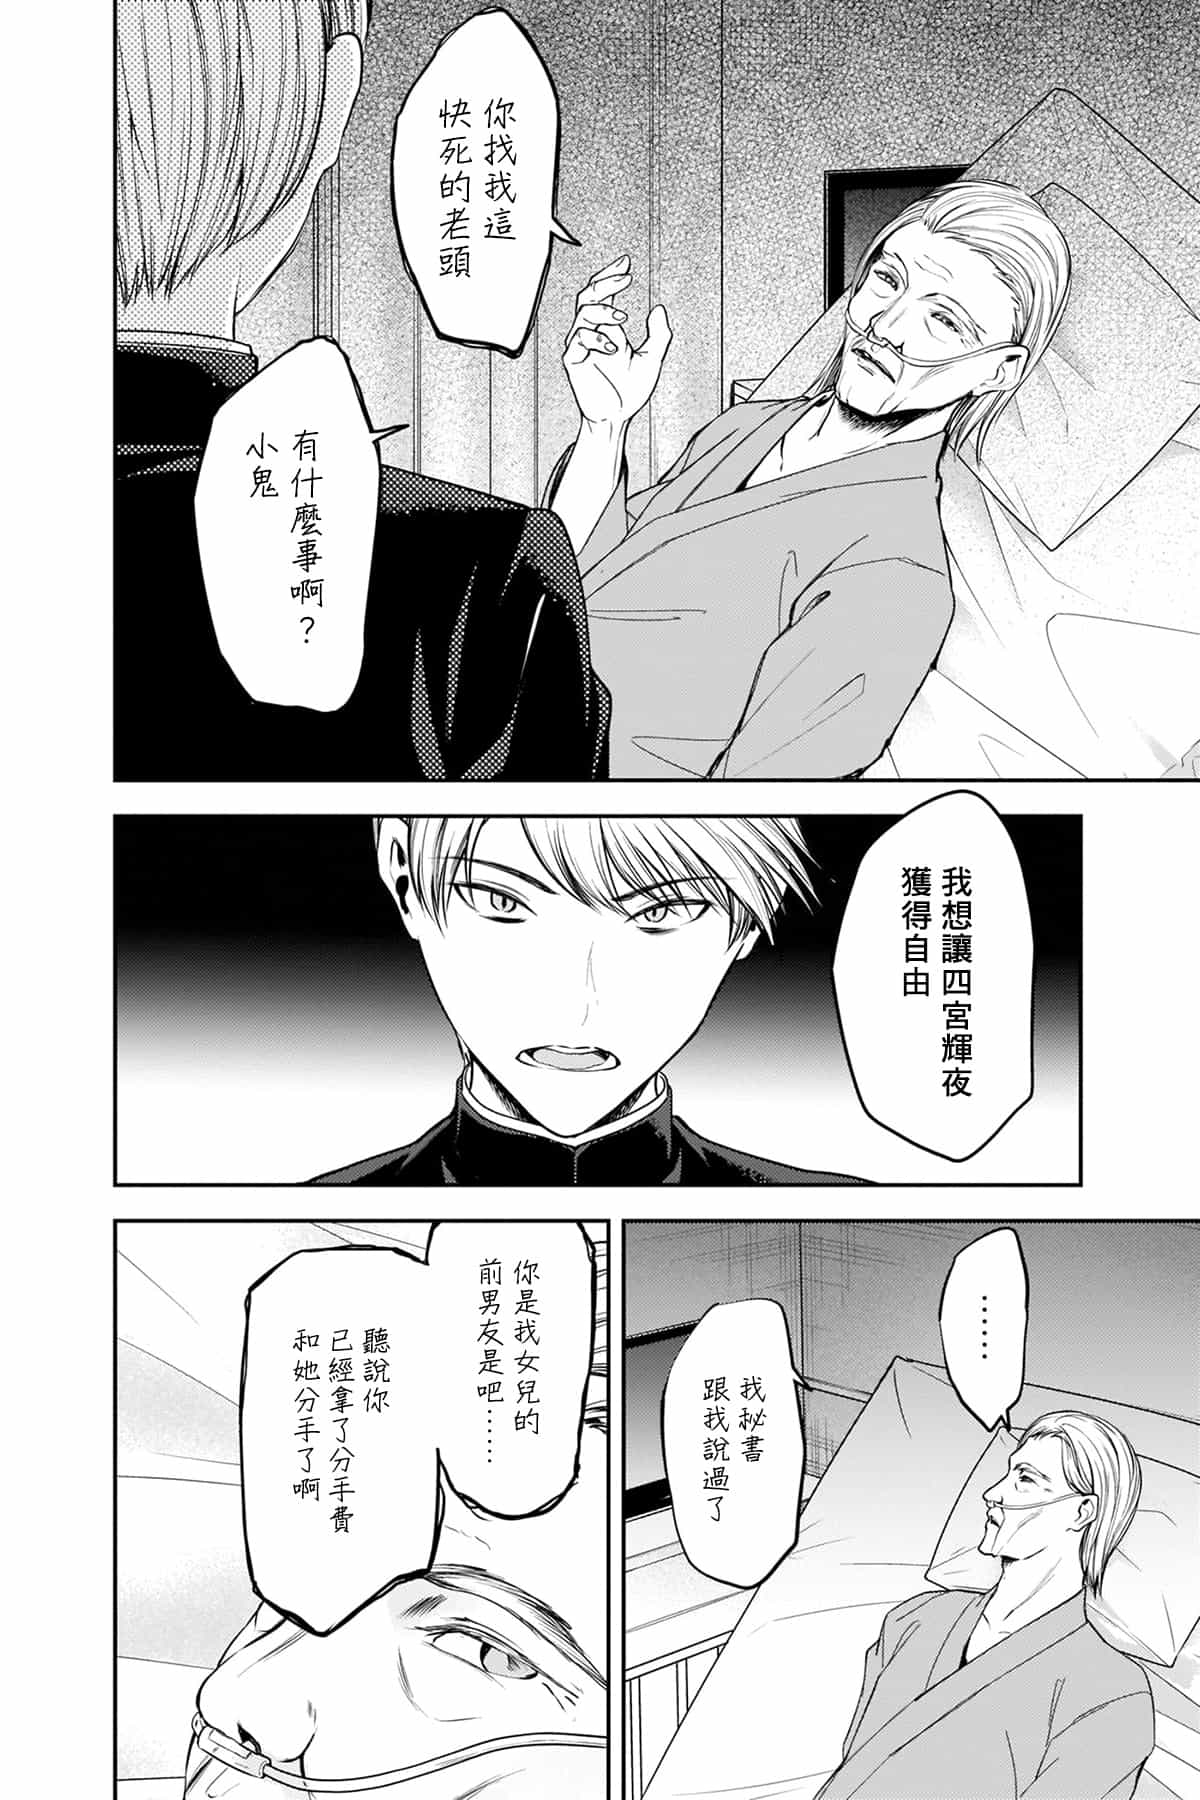 你找我這
快死的老頭
有什麼事啊？
小鬼
我想讓四宮輝夜
獲得自由
……
我秘書
跟我說過了
你是我女兒的
前男友是吧……
聽說你
已經拿了分手費
和她分手了啊